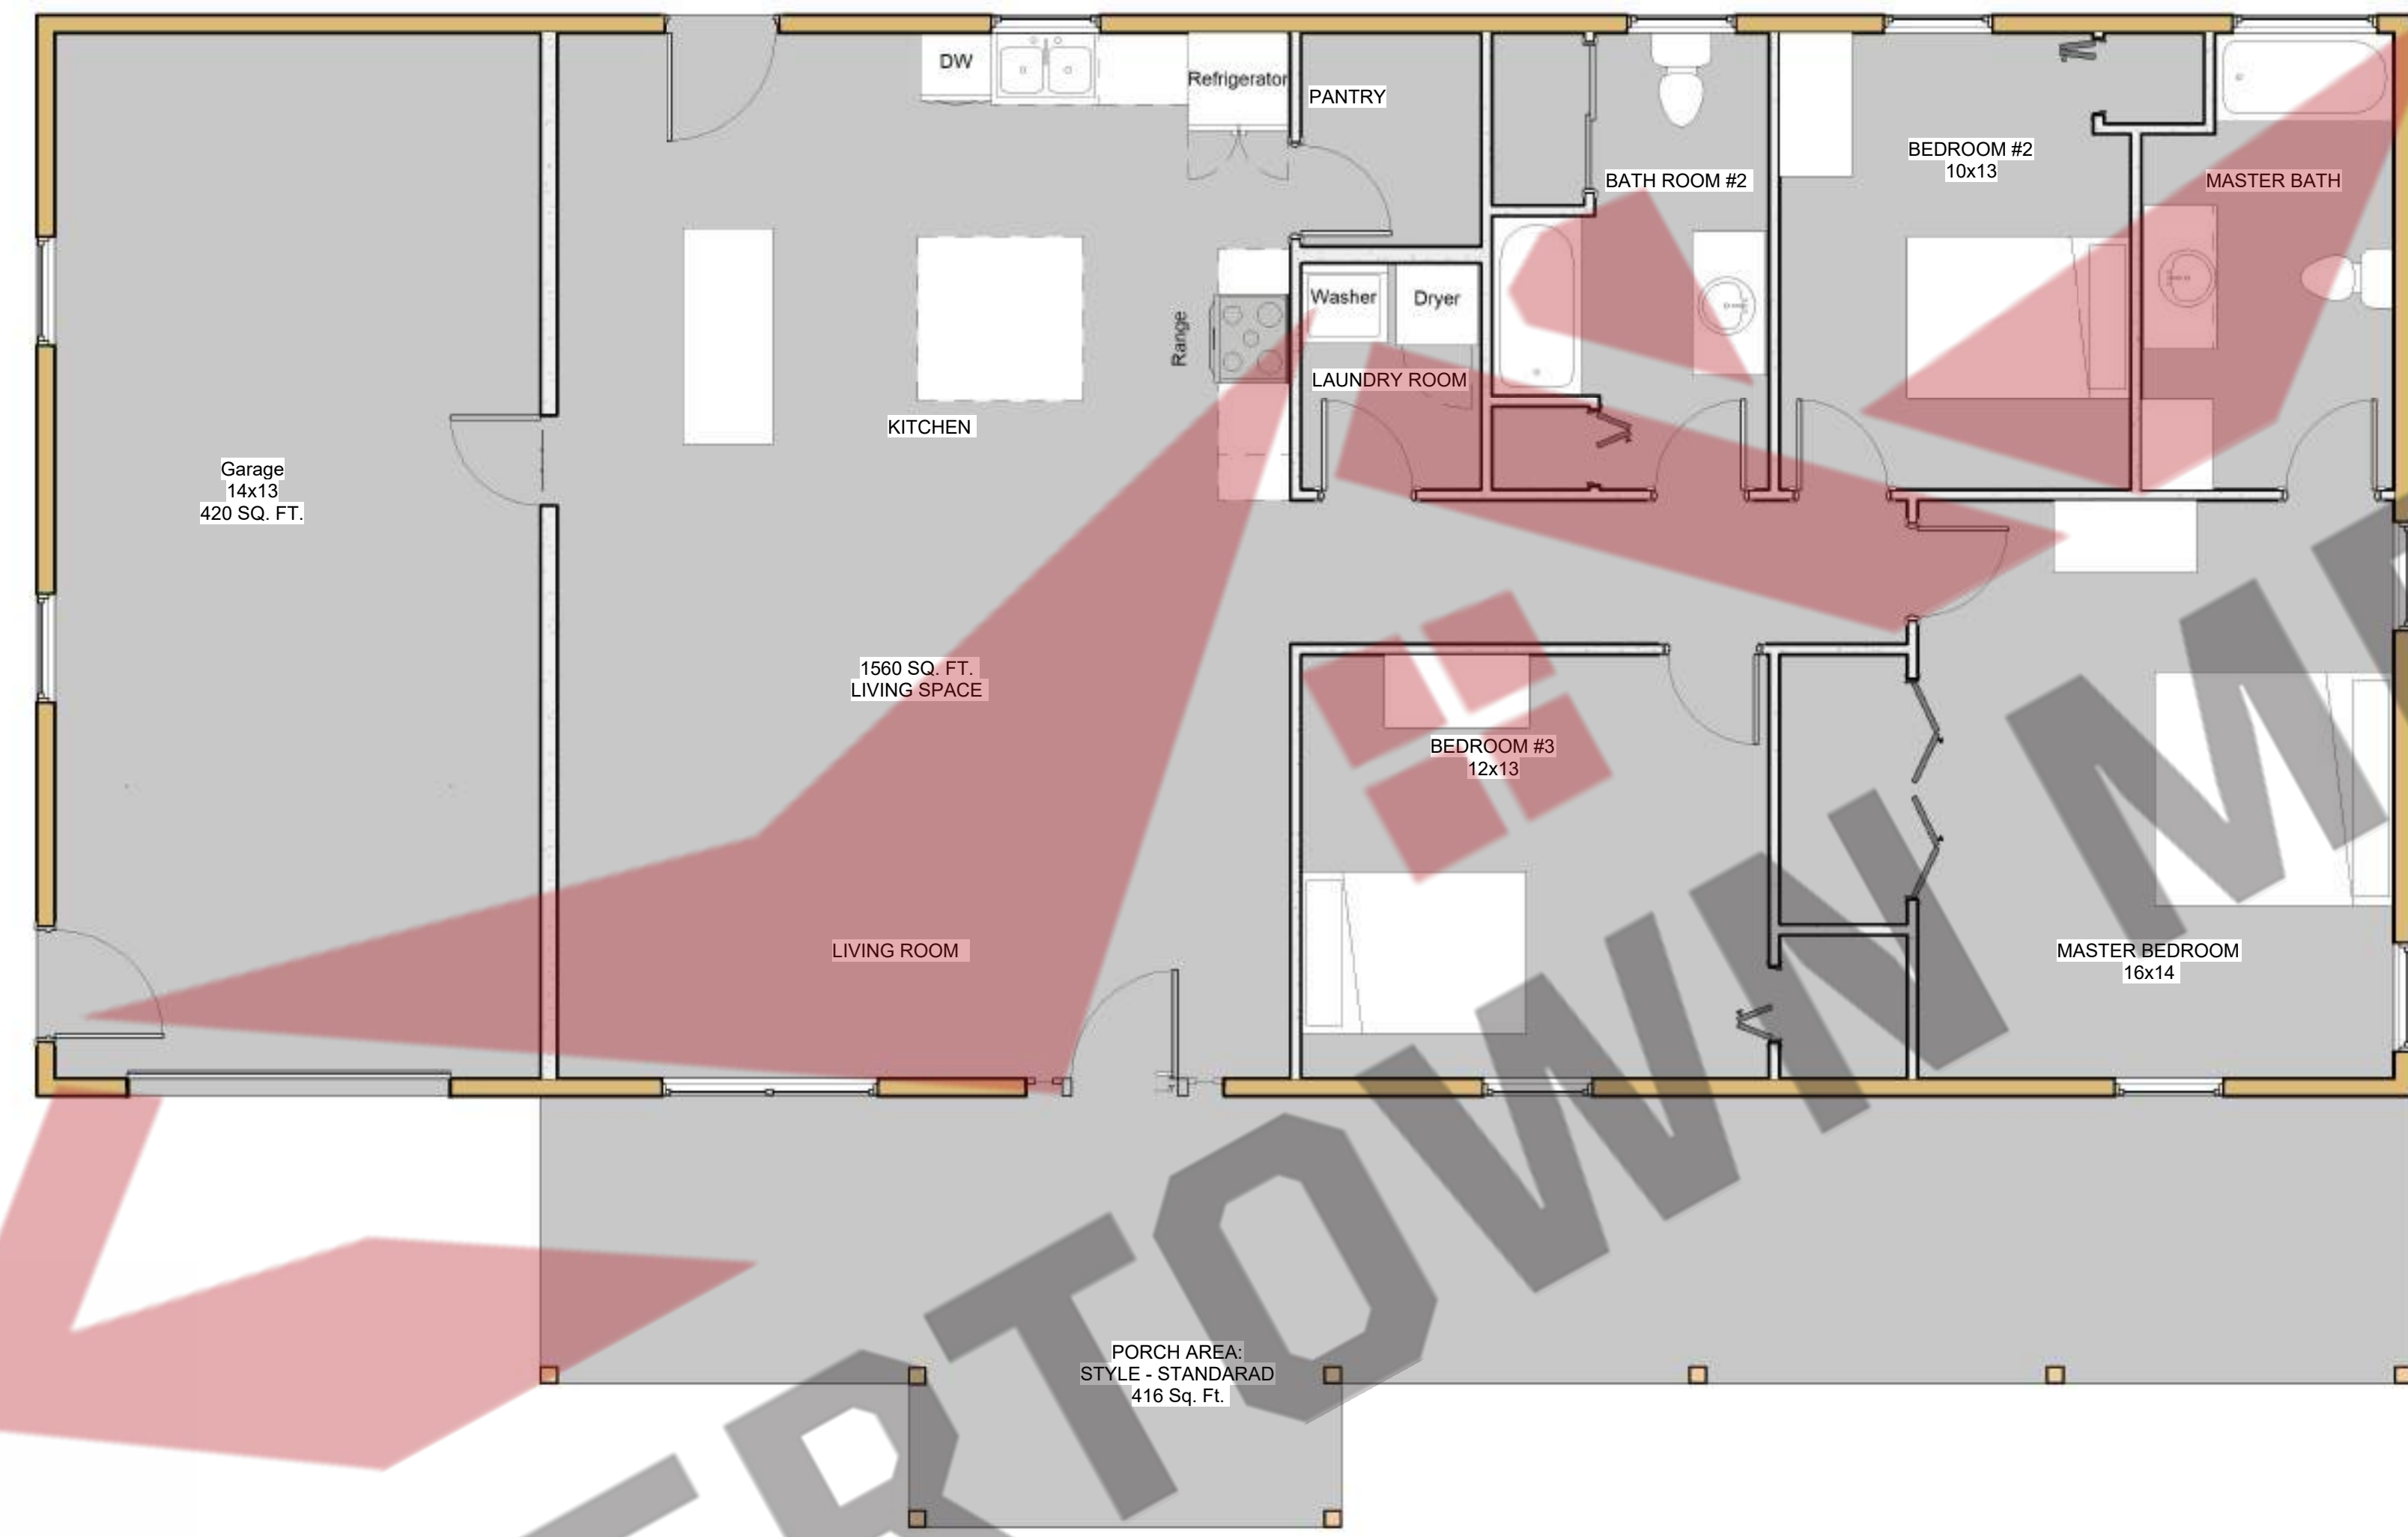 DW
Refrigerator
PANTRY
BATH ROOM #2
BEDROOM #2
10x13
MASTER BATH
Washer
Dryer
Range
LAUNDRY ROOM
KITCHEN
Garage
14x13
420 SQ. FT.
1560 SQ. FT.
LIVING SPACE
BEDROOM #3
12x13
LIVING ROOM
MASTER BEDROOM
16x14
PORCH AREA:
STYLE - STANDARAD
416 Sq. Ft.
ERTOWN M